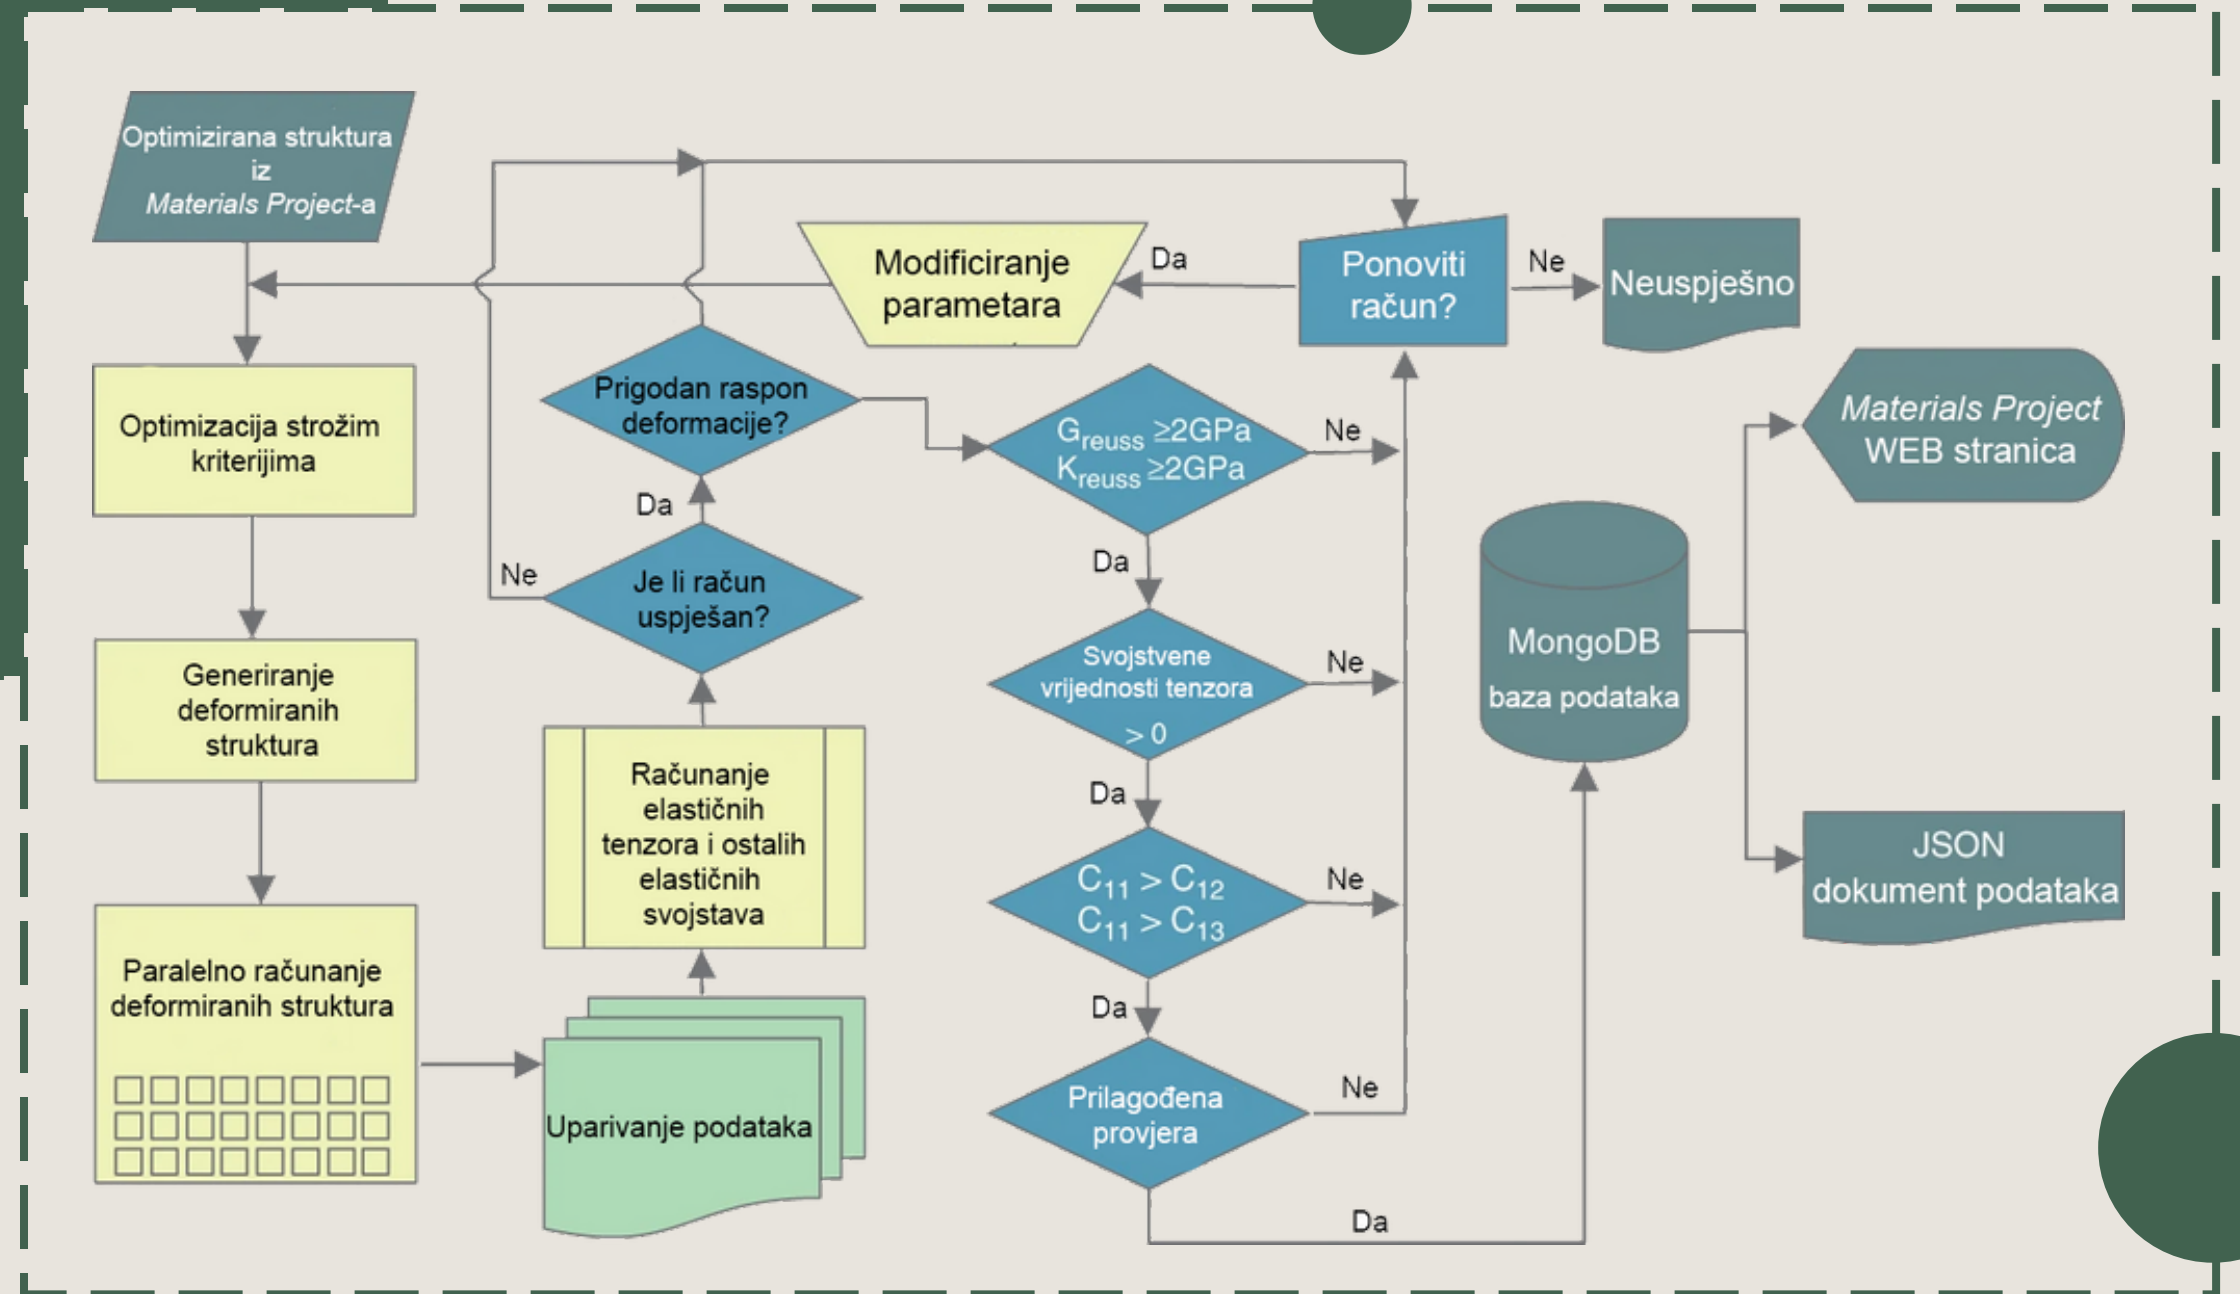 Optimizirana struktura
iz
Materials Project-a
Optimizacija strožim
kriterijima
Generiranje
deformiranih
struktura
Paralelno računanje
deformiranih struktura
Uparivanje podataka
Računanje
elastičnih
tenzora i ostalih
elastičnih
svojstava
Je li račun
uspješan?
Ne
Da
Prigodan raspon
deformacije?
Modificiranje
parametara
Da
Ponoviti
račun?
Ne
Neuspješno
Greuss ≥2GPa
Kreuss ≥2GPa
Ne
Da
Svojstvene
vrijednosti tenzora
> 0
Ne
Da
C11 > C12
C11 > C13
Ne
Da
Prilagođena
provjera
Ne
Da
MongoDB
baza podataka
Materials Project
WEB stranica
JSON
dokument podataka